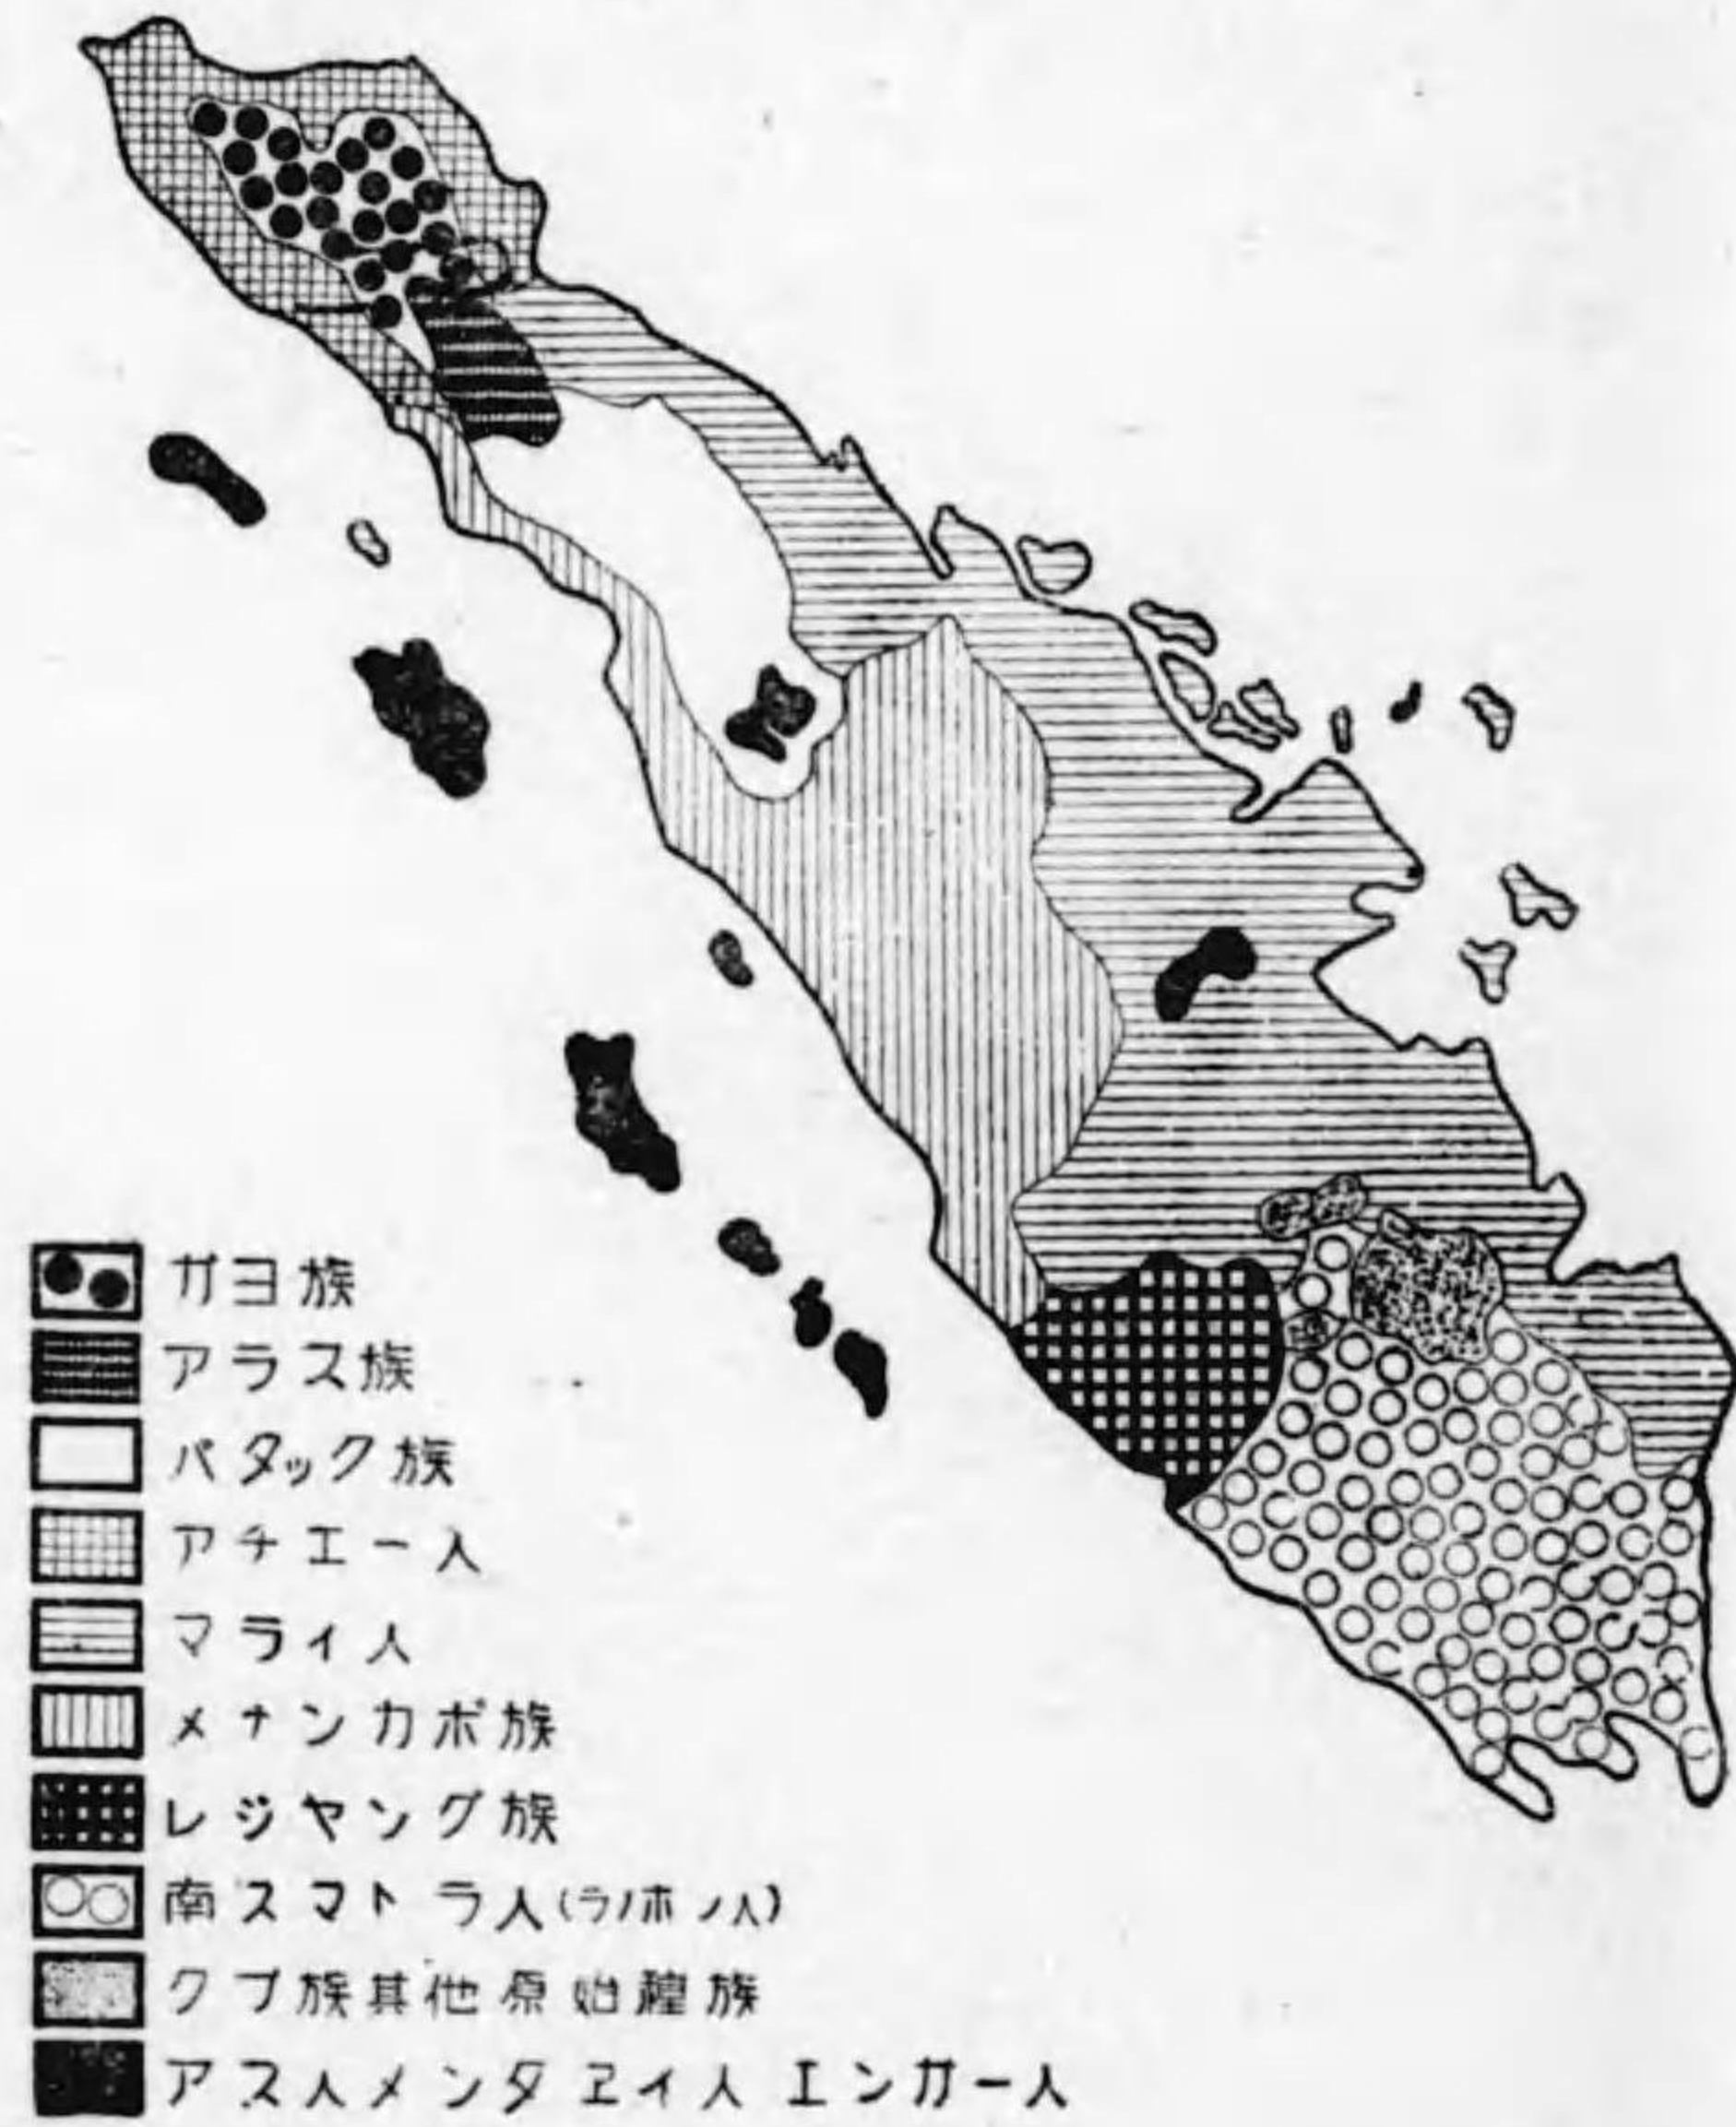 ガヨ族
アラス族
バタック族
アチエー人
マライ人
メナンカボ族
レジヤング族
南スマトラ人(ラノホノ人)
クブ族其他原始種族
アス人メンタヱイ人エンガー人